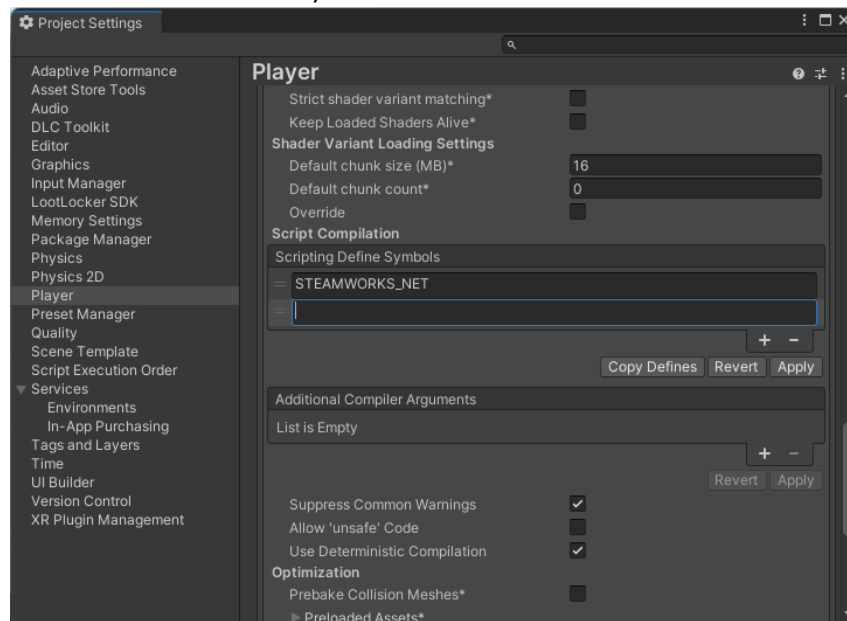 Project Settings
Adaptive Performance
Asset Store Tools
Audio
DLC Toolkit
Editor
Graphics
Input Manager
LootLocker SDK
Memory Settings
Package Manager
Physics
Physics 2D
Player
Preset Manager
Quality
Scene Template
Script Execution Order
Services
Environments
In-App Purchasing
Tags and Layers
Time
UI Builder
Version Control
XR Plugin Management
Player
Strict shader variant matching*
Keep Loaded Shaders Alive*
Shader Variant Loading Settings
Default chunk size (MB)* 16
Default chunk count* 0
Override
Script Compilation
Scripting Define Symbols
STEAMWORKS_NET
Copy Defines Revert Apply
Additional Compiler Arguments
List is Empty
Revert Apply
Suppress Common Warnings
Allow 'unsafe' Code
Use Deterministic Compilation
Optimization
Prebake Collision Meshes*
Preloaded Assets*